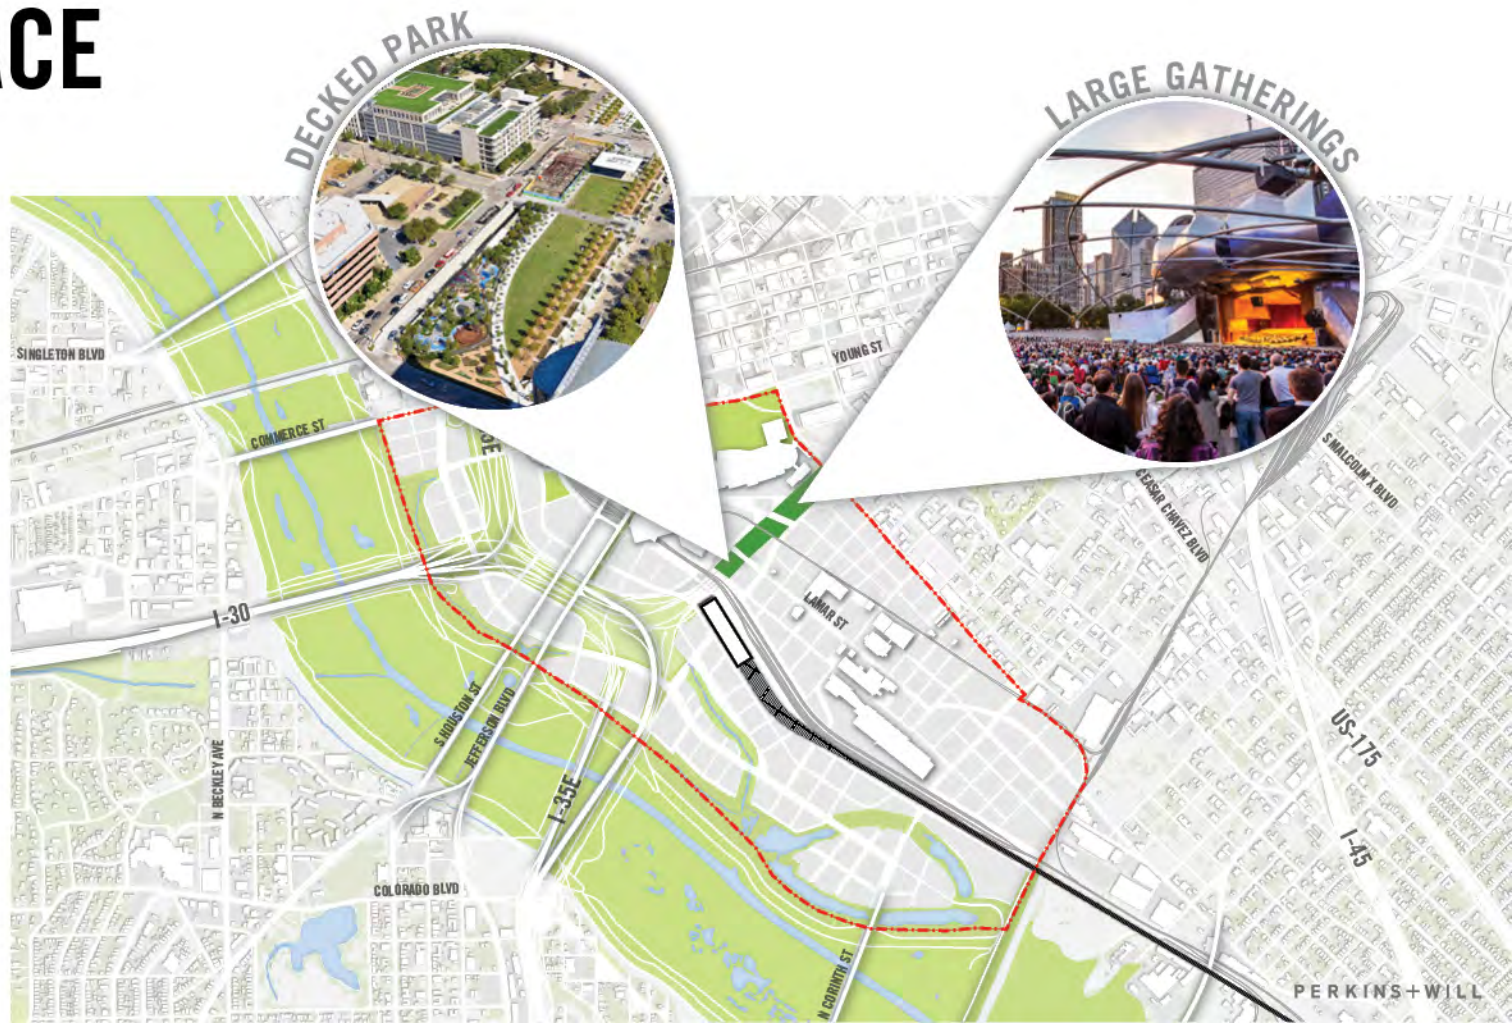 ACE
DECKED PARK
LARGE GATHERINGS
SINGLETON BLVD
YOUNG ST
COMMERCE ST
S MALCOLM X BLVD
CEASAR CHAVEZ BLVD
I-30
LAMAR ST
S HOUSTON ST
JEFFERSON BLVD
US-175
N BECKLEY AVE
I-35E
I-45
COLORADO BLVD
N CORINTH ST
PERKINS+WILL